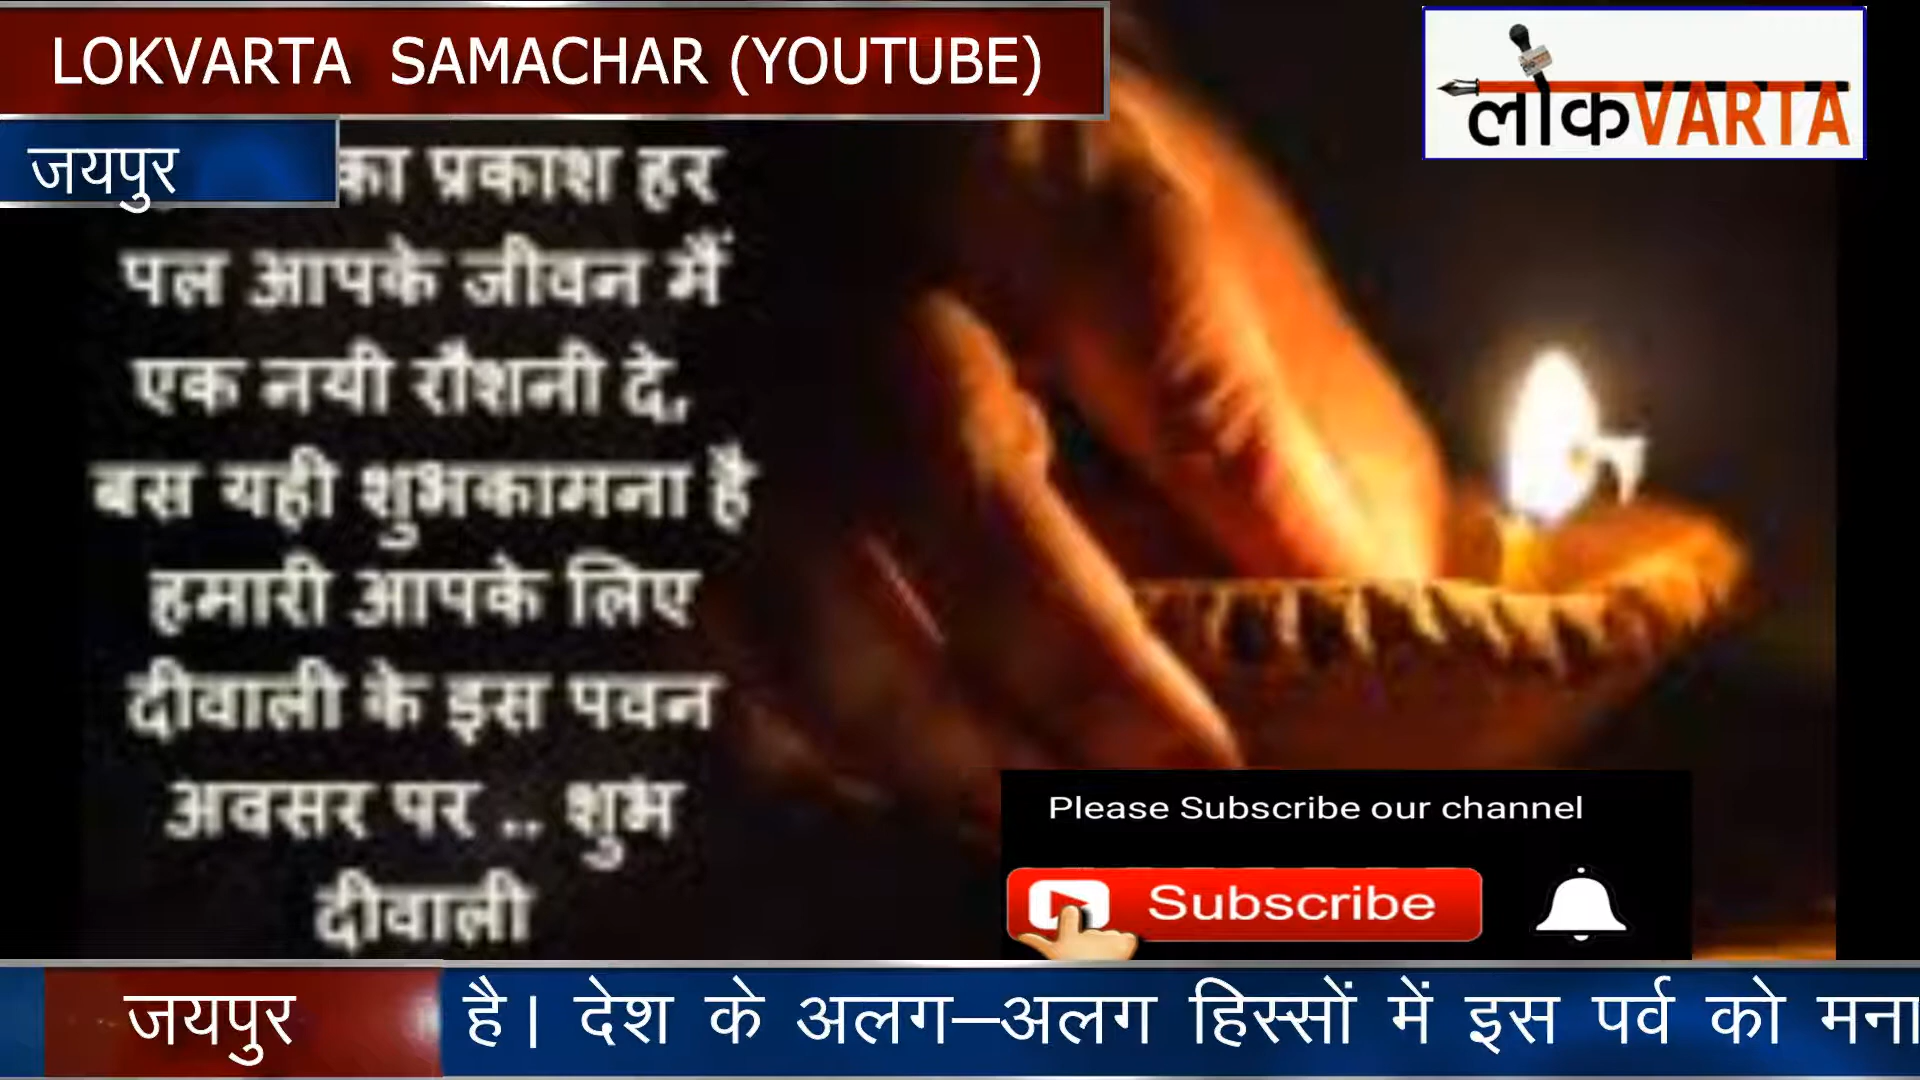 LOKVARTA SAMACHAR (YOUTUBE)
लोकVARTA
जयपुर
का प्रकाश हर
पल आपके जीवन मैं
एक नयी रौशनी दे,
बस यही शुभकामना है
हमारी आपके लिए
दीवाली के इस पवन
अवसर पर .. शुभ
दीवाली
Please Subscribe our channel
Subscribe
जयपुर
है। देश के अलग–अलग हिस्सों में इस पर्व को मना